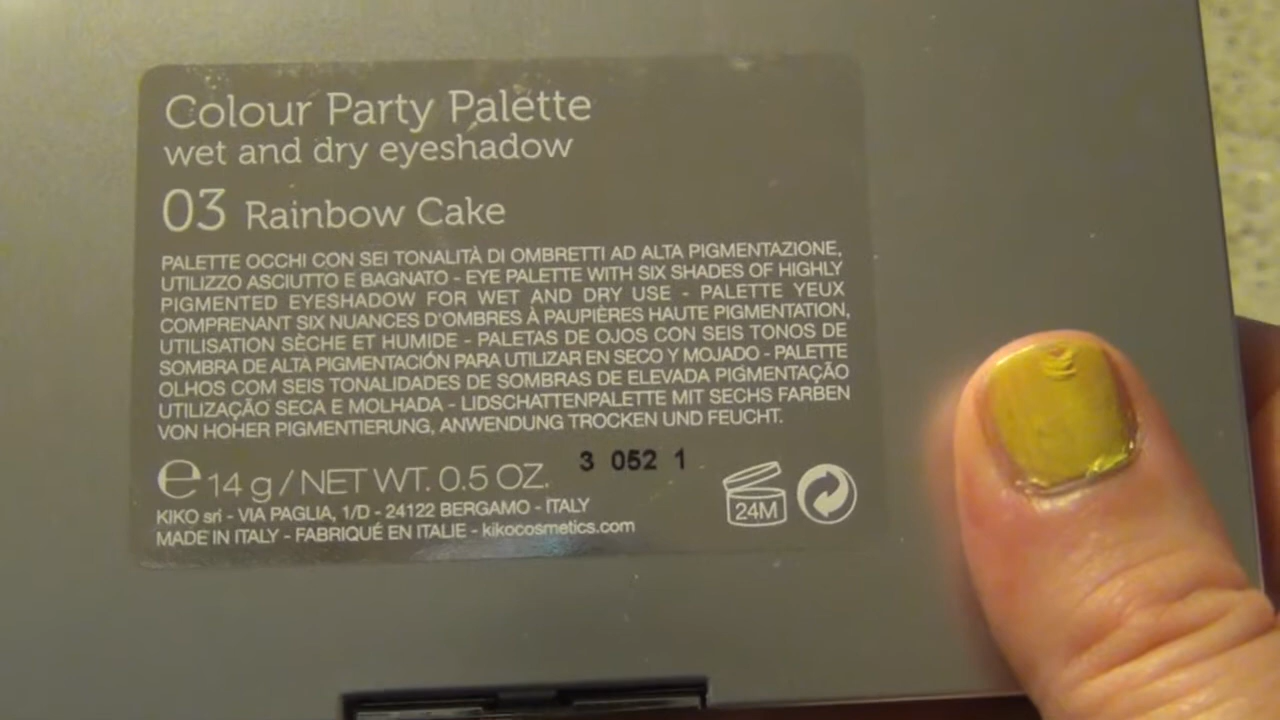 Colour Party Palette
wet and dry eyeshadow
03 Rainbow Cake
PALETTE OCCHI CON SEI TONALITÀ DI OMBRETTI AD ALTA PIGMENTAZIONE,
UTILIZZO ASCIUTTO E BAGNATO - EYE PALETTE WITH SIX SHADES OF HIGHLY
PIGMENTED EYESHADOW FOR WET AND DRY USE - PALETTE YEUX
COMPRENANT SIX NUANCES D'OMBRES À PAUPIÈRES HAUTE PIGMENTATION,
UTILISATION SÈCHE ET HUMIDE - PALETAS DE OJOS CON SEIS TONOS DE
SOMBRA DE ALTA PIGMENTACIÓN PARA UTILIZAR EN SECO Y MOJADO - PALETTE
OLHOS COM SEIS TONALIDADES DE SOMBRAS DE ELEVADA PIGMENTAÇÃO
UTILIZAÇÃO SECA E MOLHADA - LIDSCHATTENPALETTE MIT SECHS FARBEN
VON HOHER PIGMENTIERUNG, ANWENDUNG TROCKEN UND FEUCHT.
3 052 1
℮ 14 g / NET WT. 0.5 OZ.
24M
KIKO srl - VIA PAGLIA, 1/D - 24122 BERGAMO - ITALY
MADE IN ITALY - FABRIQUÉ EN ITALIE - kikocosmetics.com